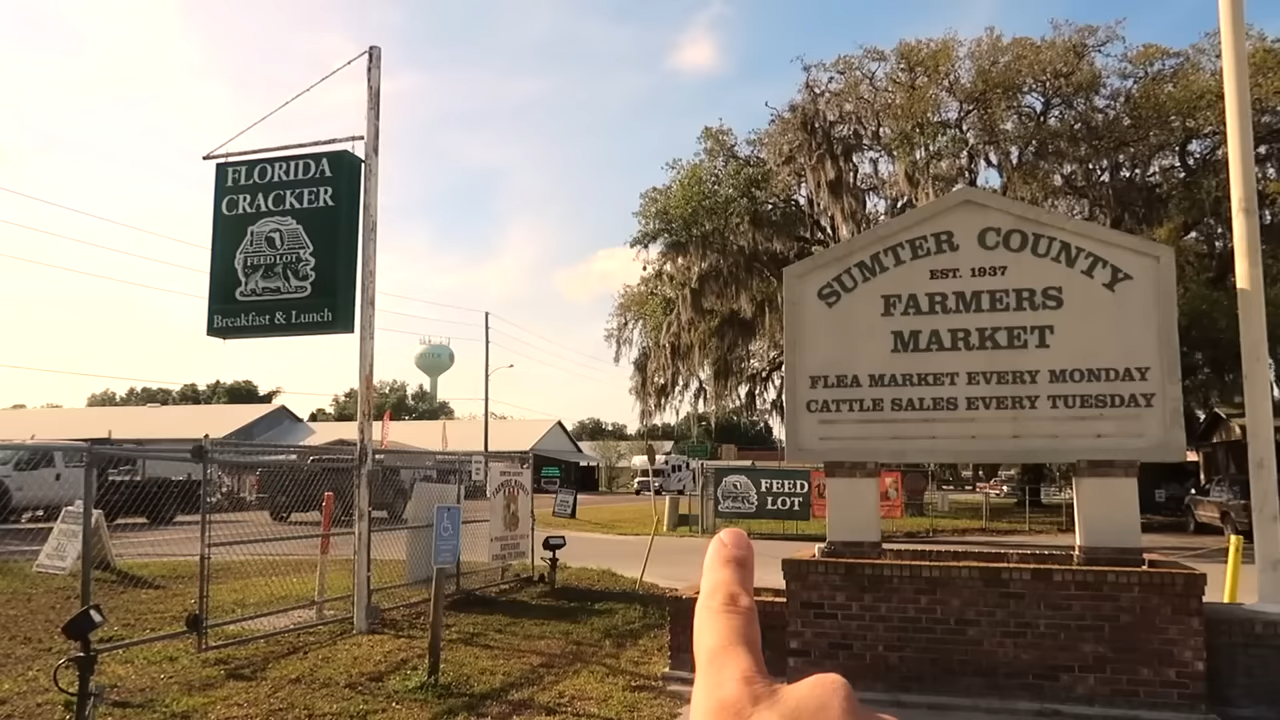 FLORIDA
CRACKER
FEED LOT
Breakfast & Lunch
SUMTER COUNTY
EST. 1937
FARMERS
MARKET
FLEA MARKET EVERY MONDAY
CATTLE SALES EVERY TUESDAY
FEED
LOT